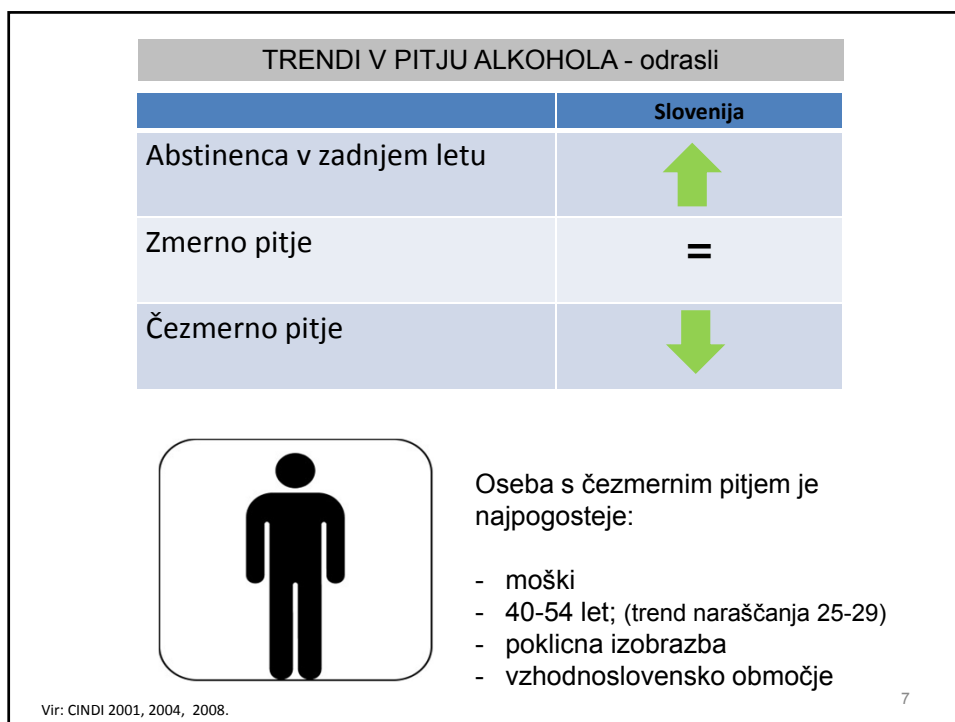 TRENDI V PITJU ALKOHOLA - odrasli
Slovenija
Abstinenca v zadnjem letu
Zmerno pitje
=
Čezmerno pitje
Oseba s čezmernim pitjem je
najpogosteje:
- moški
- 40-54 let; (trend naraščanja 25-29)
- poklicna izobrazba
- vzhodnoslovensko območje
Vir: CINDI 2001, 2004, 2008.
7